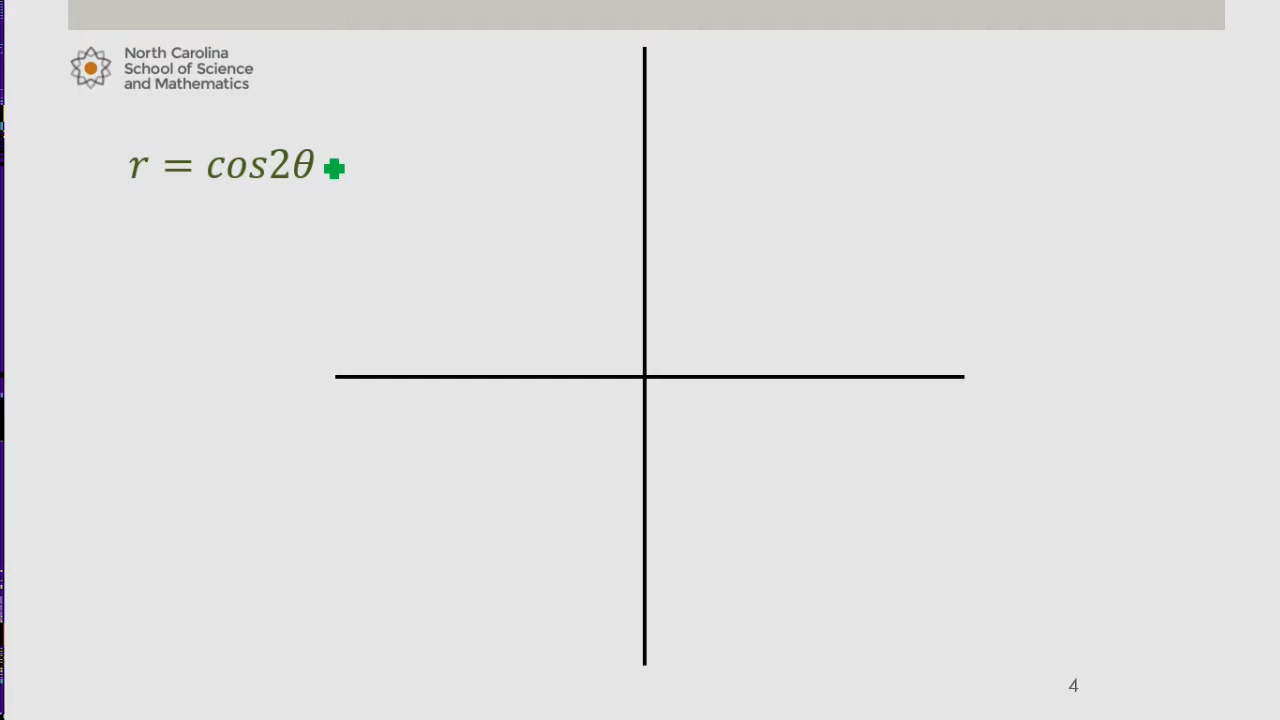 North Carolina
School of Science
and Mathematics
r = cos2θ
4